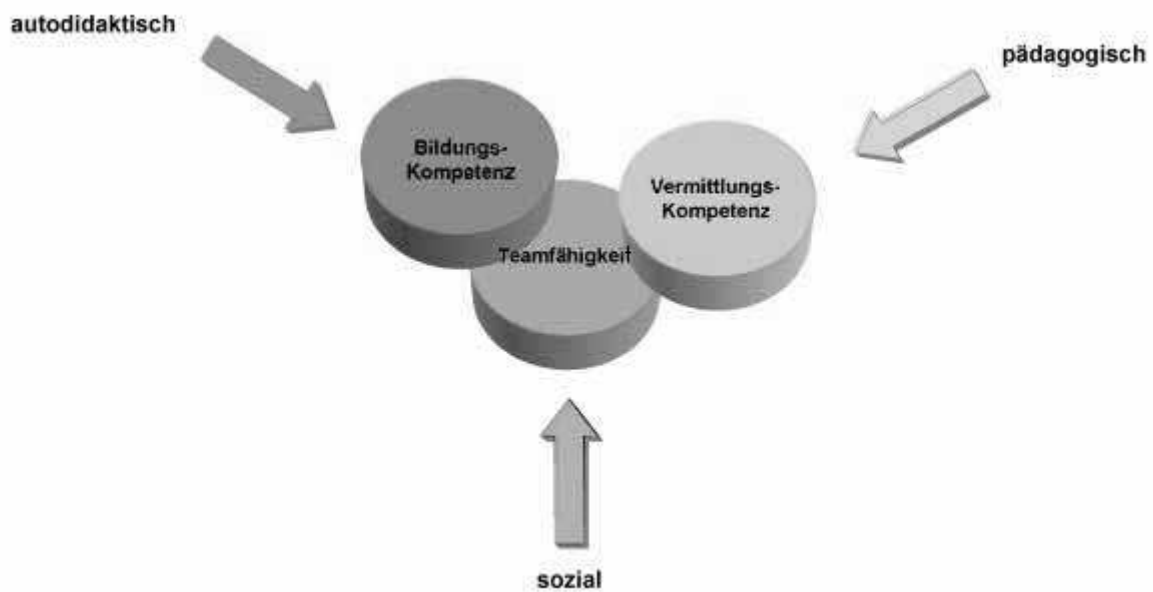 autodidaktisch
pädagogisch
Bildungs-
Kompetenz
Vermittlungs-
Kompetenz
Teamfähigkeit
sozial